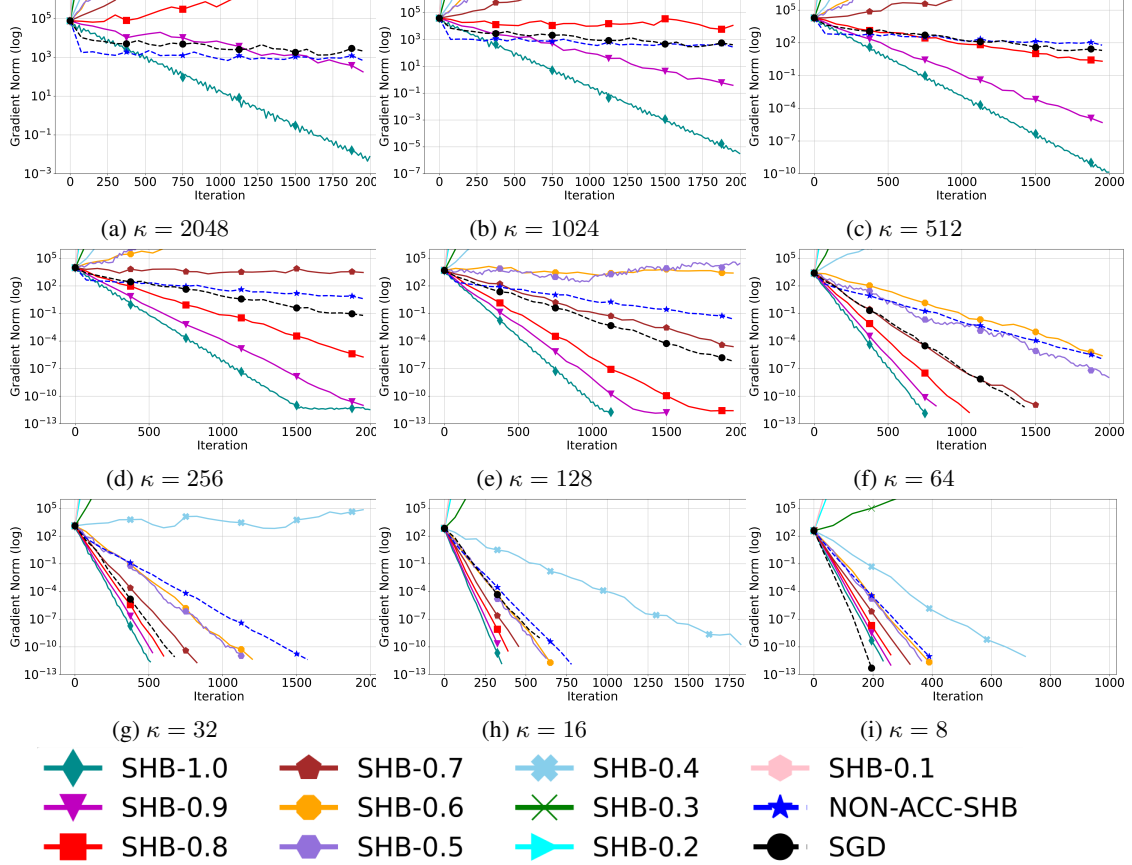 Gradient Norm (log) Gradient Norm (log) Gradient Norm (log)
10^5 10^5 10^5
10^3 10^3 10^2
10^1 10^1 10^-1
10^-1 10^-1 10^-4
10^-3 10^-3 10^-7
10^-5 10^-10
10^-7
0 250 500 750 1000 1250 1500 1750 200 0 250 500 750 1000 1250 1500 1750 200 0 250 500 750 1000 1250 1500 1750 2000
Iteration Iteration Iteration
(a) κ = 2048 (b) κ = 1024 (c) κ = 512
Gradient Norm (log) Gradient Norm (log) Gradient Norm (log)
10^5 10^5 10^5
10^2 10^2 10^2
10^-1 10^-1 10^-1
10^-4 10^-4 10^-4
10^-7 10^-7 10^-7
10^-10 10^-10 10^-10
10^-13 10^-13 10^-13
0 500 1000 1500 200 0 500 1000 1500 200 0 500 1000 1500 2000
Iteration Iteration Iteration
(d) κ = 256 (e) κ = 128 (f) κ = 64
Gradient Norm (log) Gradient Norm (log) Gradient Norm (log)
10^5 10^5 10^5
10^2 10^2 10^2
10^-1 10^-1 10^-1
10^-4 10^-4 10^-4
10^-7 10^-7 10^-7
10^-10 10^-10 10^-10
10^-13 10^-13 10^-13
0 250 500 750 1000 1250 1500 1750 200 0 250 500 750 1000 1250 1500 1750 0 200 400 600 800 1000
Iteration Iteration Iteration
(g) κ = 32 (h) κ = 16 (i) κ = 8
SHB-1.0 SHB-0.7 SHB-0.4 SHB-0.1
SHB-0.9 SHB-0.6 SHB-0.3 NON-ACC-SHB
SHB-0.8 SHB-0.5 SHB-0.2 SGD